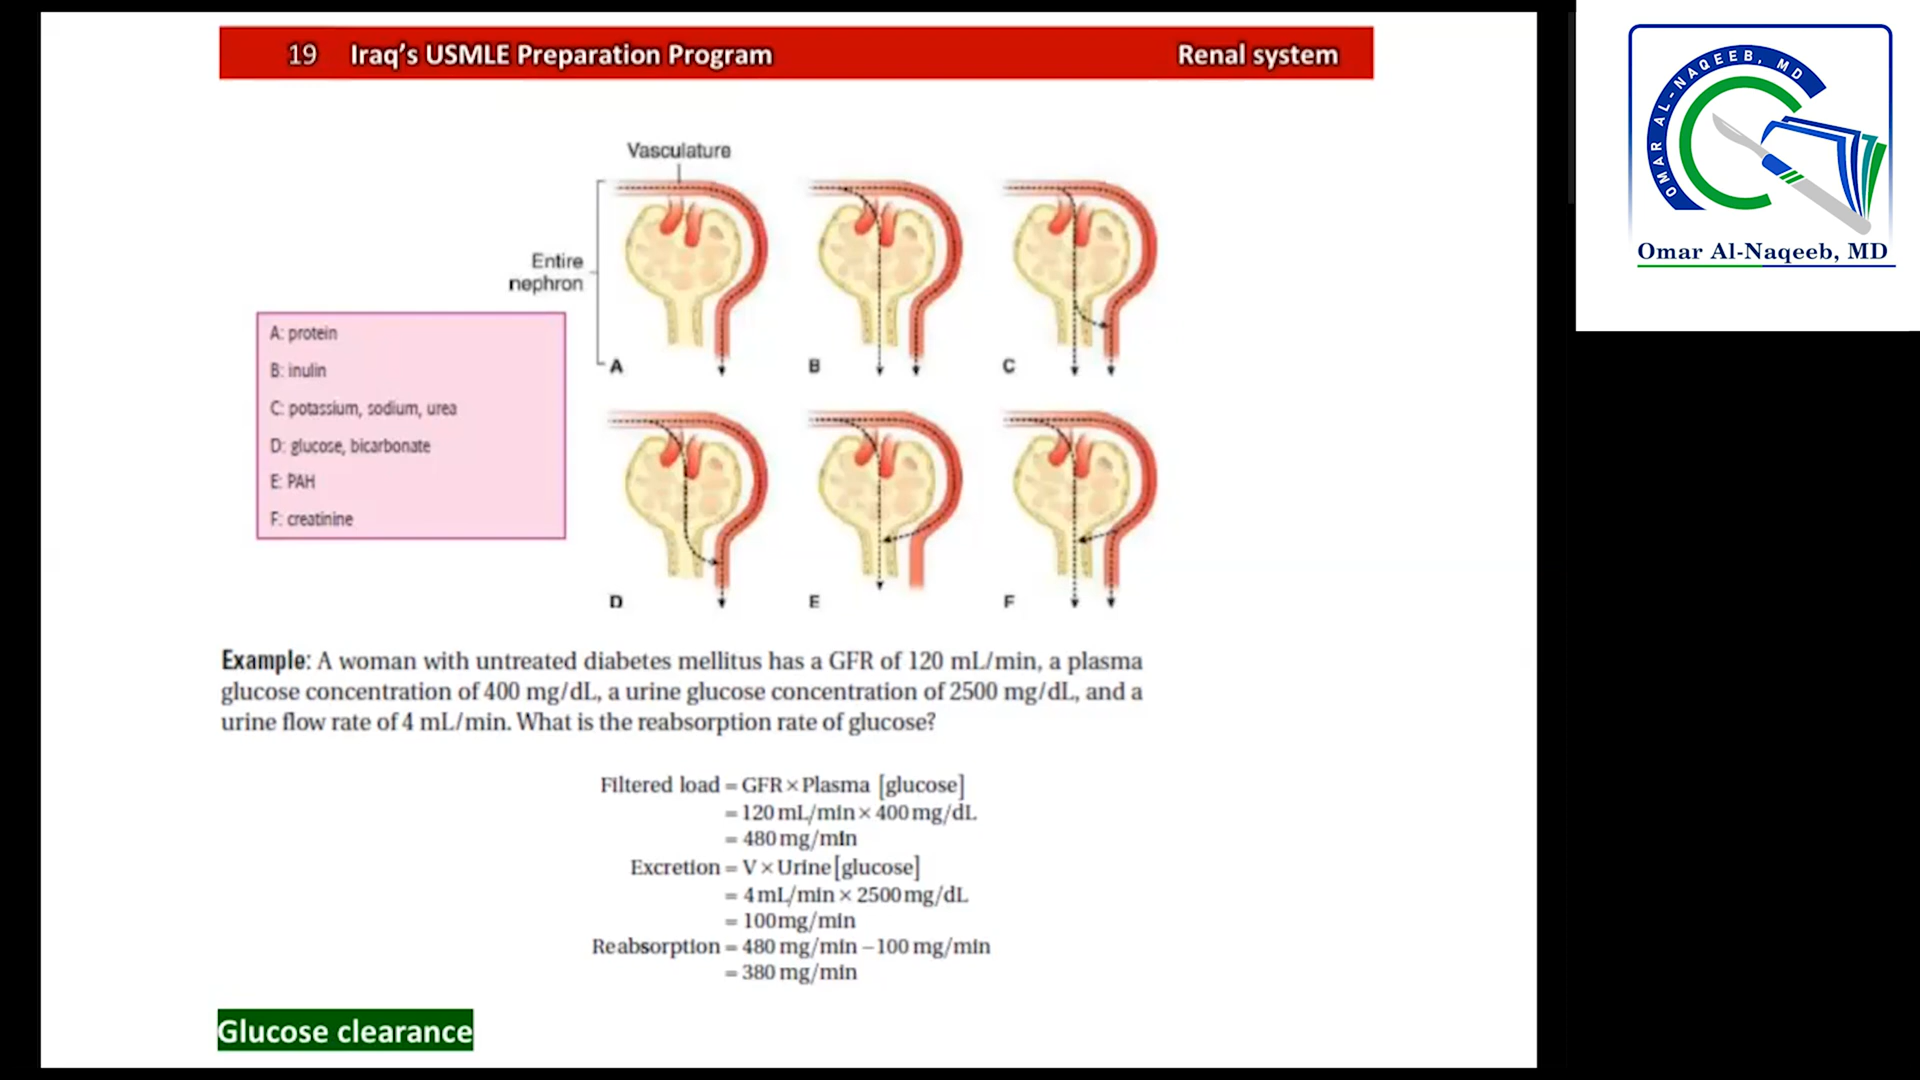 19 Iraq's USMLE Preparation Program
Renal system
OMAR AL-NAQEEB, MD
Omar Al-Naqeeb, MD
Vasculature
Entire
nephron
A
B
C
A: protein
B: inulin
C: potassium, sodium, urea
D: glucose, bicarbonate
E: PAH
F: creatinine
D
E
F
Example: A woman with untreated diabetes mellitus has a GFR of 120 mL/min, a plasma
glucose concentration of 400 mg/dL, a urine glucose concentration of 2500 mg/dL, and a
urine flow rate of 4 mL/min. What is the reabsorption rate of glucose?
Filtered load = GFR × Plasma [glucose]
= 120 mL/min × 400 mg/dL
= 480 mg/min
Excretion = V × Urine [glucose]
= 4 mL/min × 2500 mg/dL
= 100 mg/min
Reabsorption = 480 mg/min – 100 mg/min
= 380 mg/min
Glucose clearance